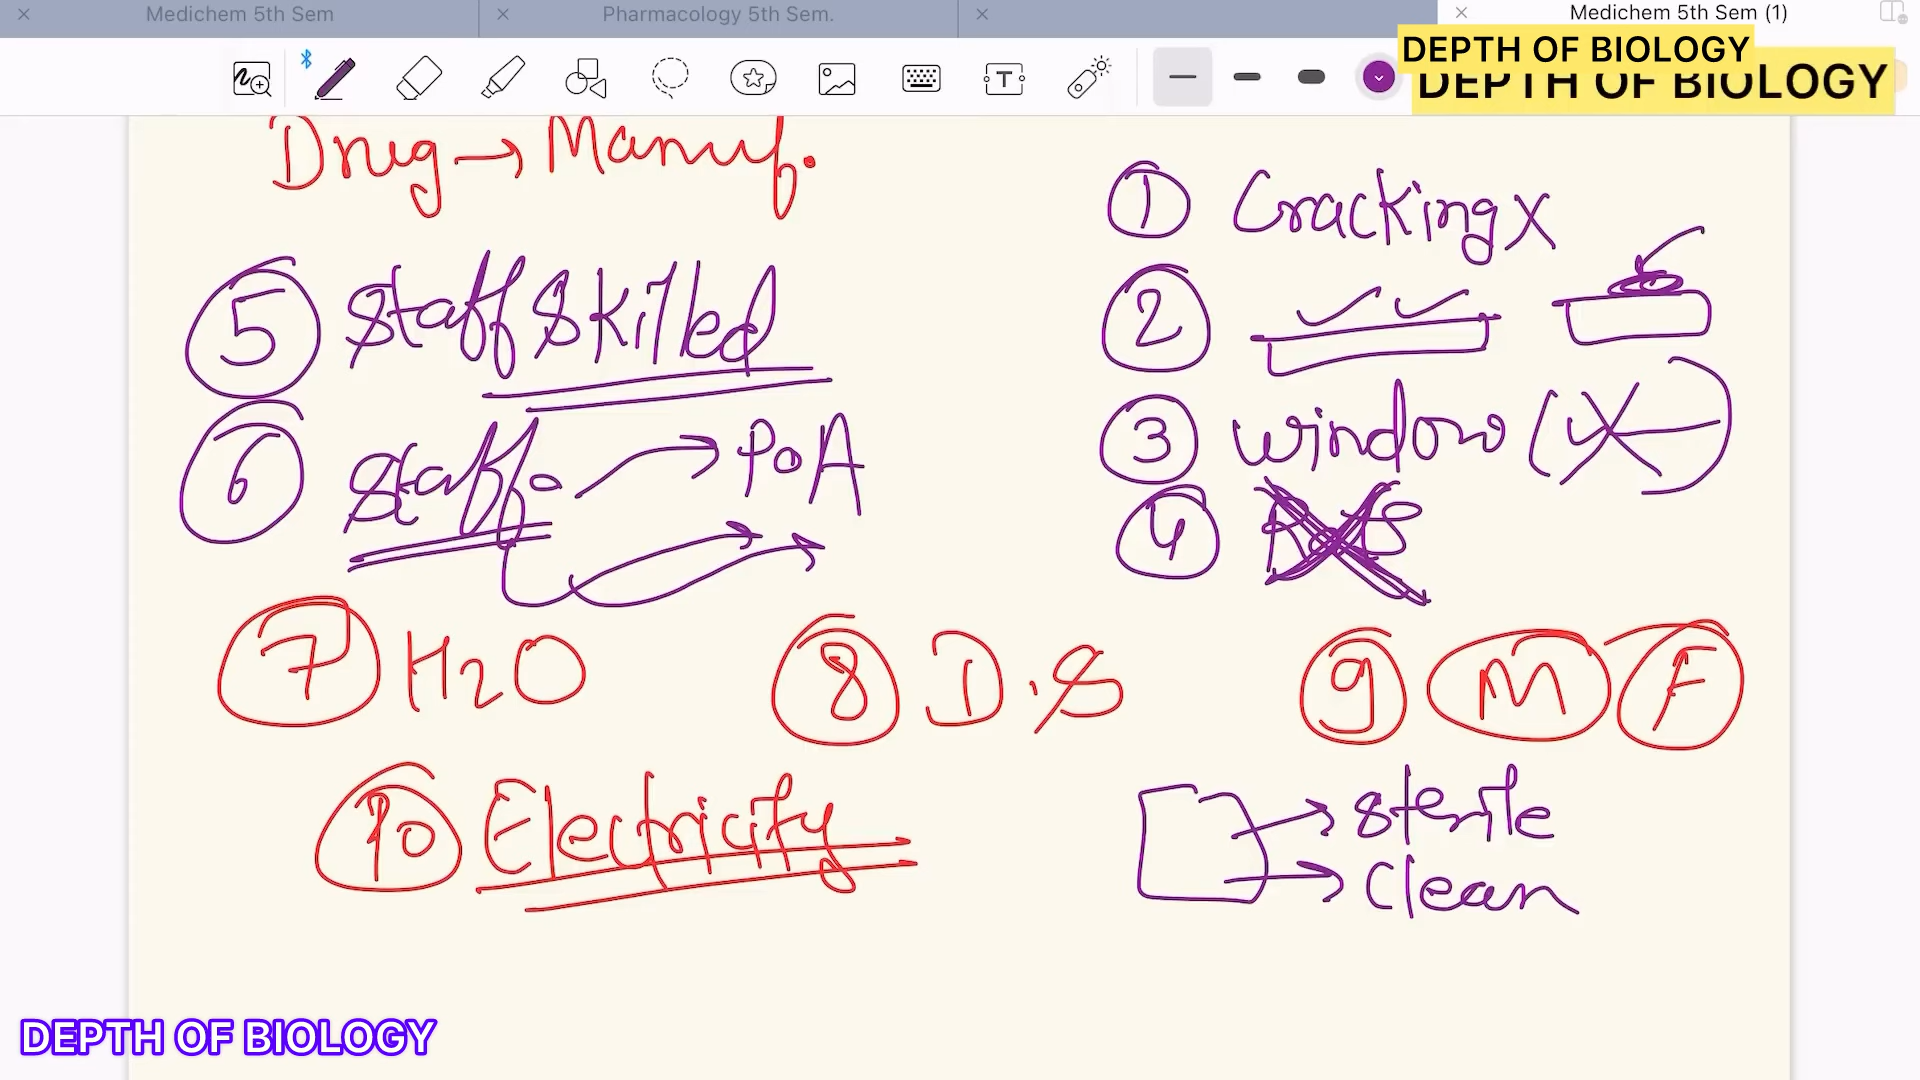 Medichem 5th Sem
Pharmacology 5th Sem.
Medichem 5th Sem (1)
DEPTH OF BIOLOGY
DEPTH OF BIOLOGY
T
Drug → Manuf.
① Cracking X
⑤ Staff Skilled
②
③ window (X)
⑥ Staff → PoA
④
⑦ H2O
⑧ D.S
⑨ M F
⑩ Electricity
→ sterile
→ Clean
DEPTH OF BIOLOGY